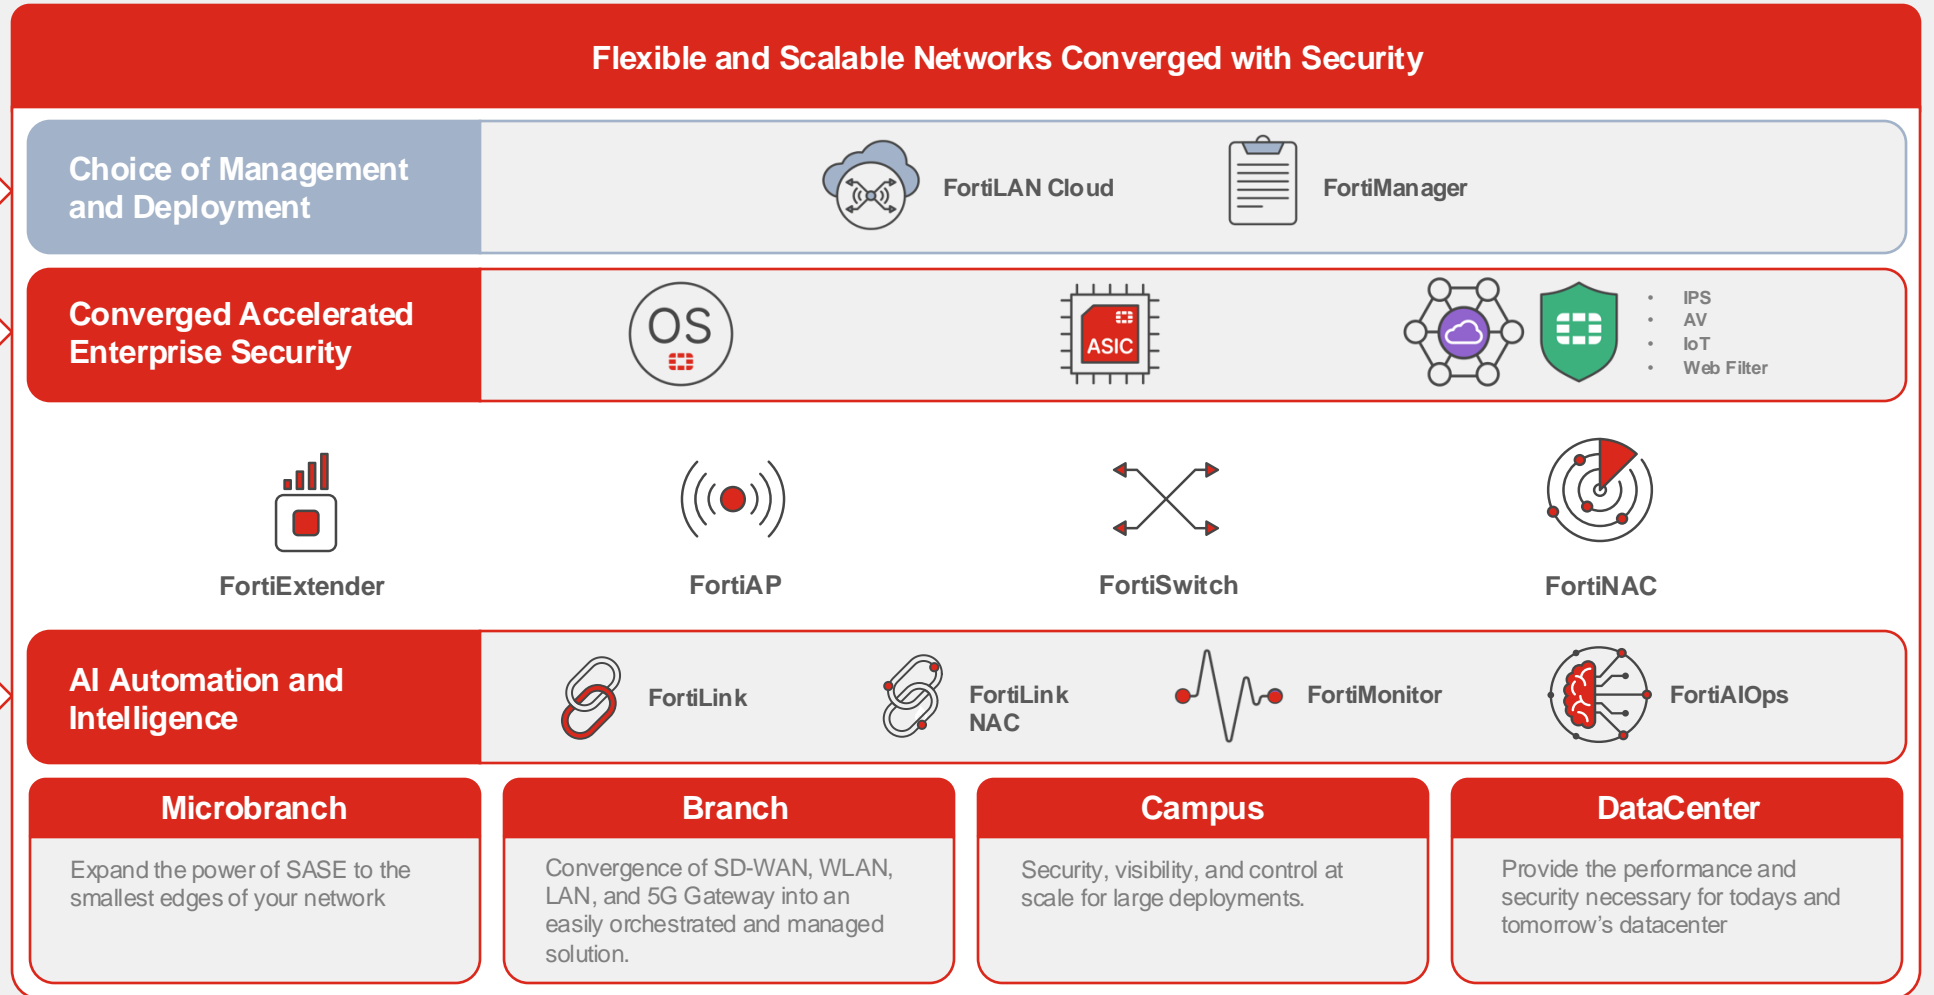 Flexible and Scalable Networks Converged with Security
Choice of Management
and Deployment
FortiLAN Cloud
FortiManager
Converged Accelerated
Enterprise Security
OS
ASIC
• IPS
• AV
• IoT
• Web Filter
FortiExtender
FortiAP
FortiSwitch
FortiNAC
AI Automation and
Intelligence
FortiLink
FortiLink
NAC
FortiMonitor
FortiAIOps
Microbranch
Expand the power of SASE to the
smallest edges of your network
Branch
Convergence of SD-WAN, WLAN,
LAN, and 5G Gateway into an
easily orchestrated and managed
solution.
Campus
Security, visibility, and control at
scale for large deployments.
DataCenter
Provide the performance and
security necessary for todays and
tomorrow’s datacenter